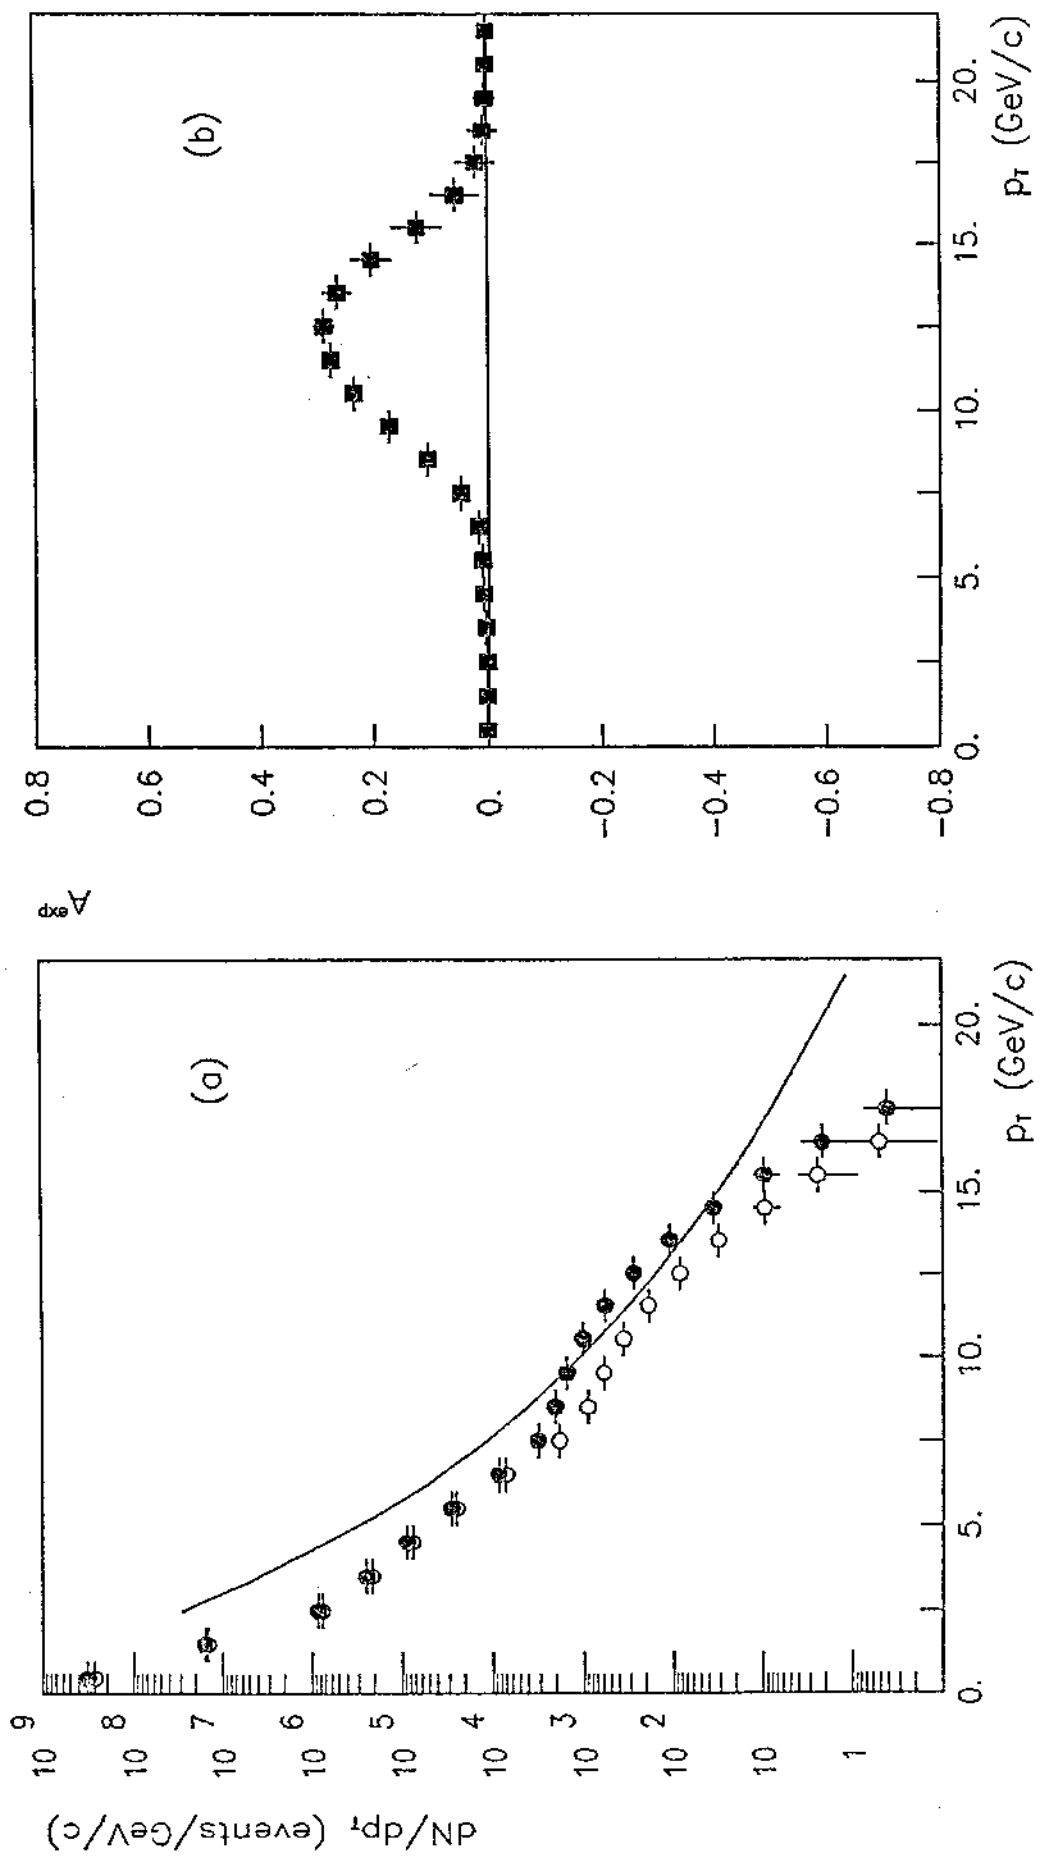 dN/dp_T (events/GeV/c)
10^9
10^8
10^7
10^6
10^5
10^4
10^3
10^2
10
1
(a)
0. 5. 10. 15. 20.
p_T (GeV/c)
A^exp
0.8
0.6
0.4
0.2
0.
-0.2
-0.4
-0.6
-0.8
(b)
0. 5. 10. 15. 20.
p_T (GeV/c)